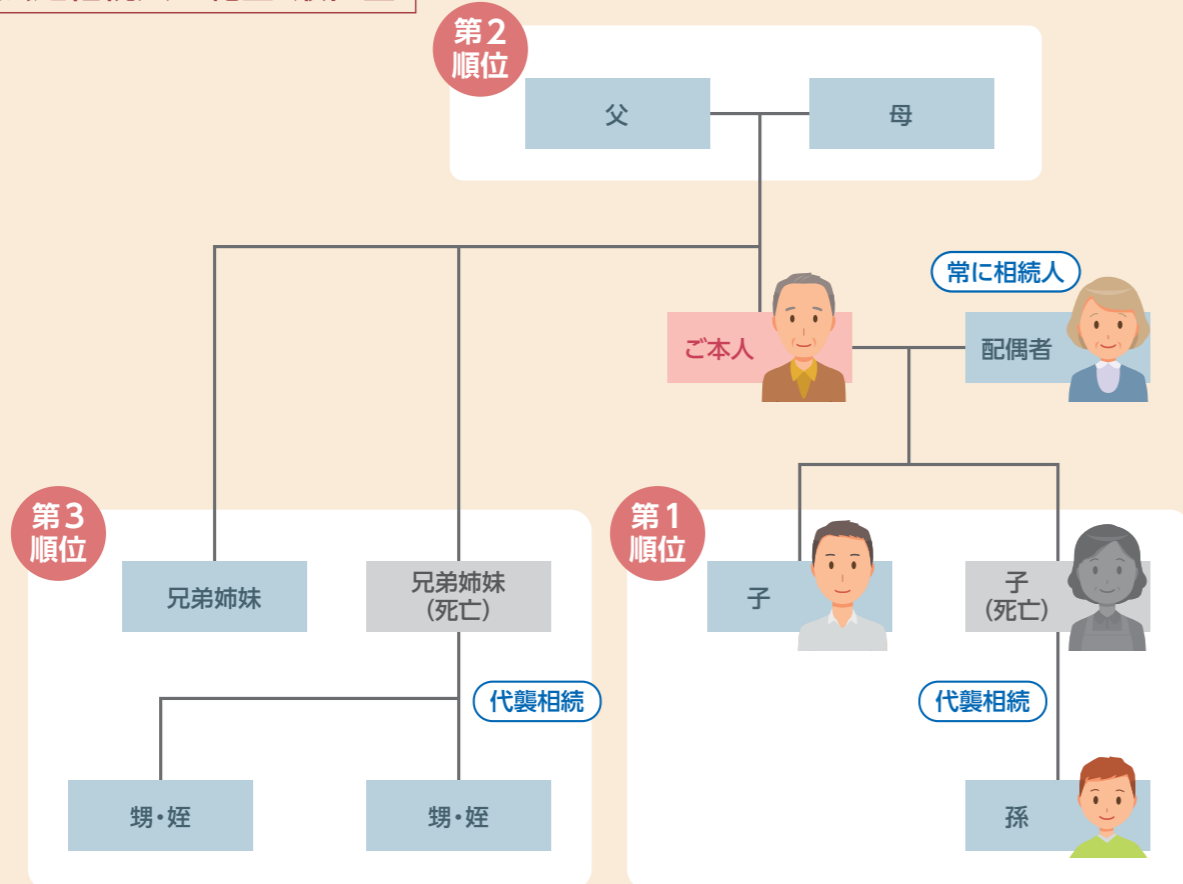 第2
順位
父
母
常に相続人
ご本人
配偶者
第3
順位
第1
順位
兄弟姉妹
兄弟姉妹
(死亡)
子
子
(死亡)
代襲相続
代襲相続
甥・姪
甥・姪
孫